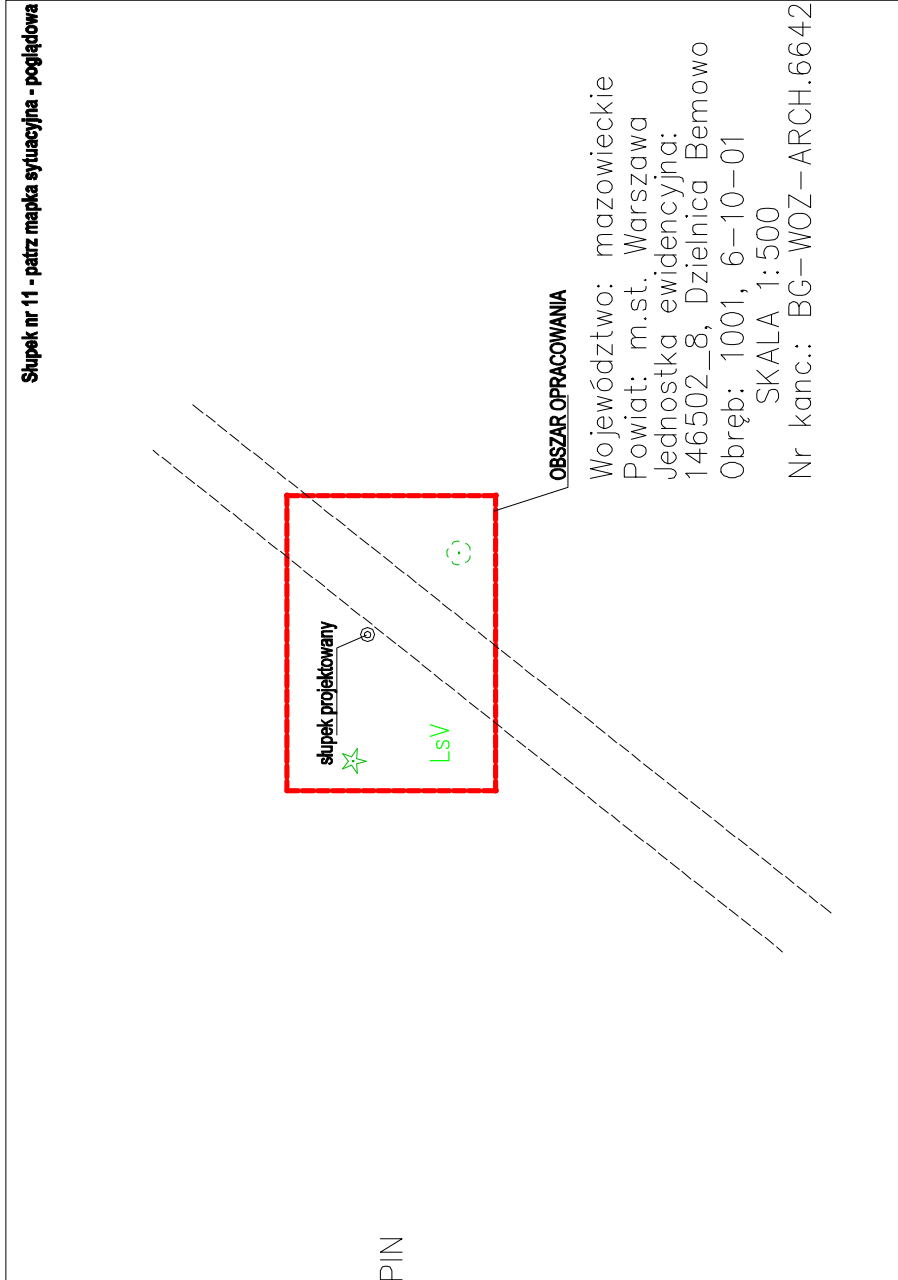 Słupek nr 11 - patrz mapka sytuacyjna - poglądowa
słupek projektowany
LsV
OBSZAR OPRACOWANIA
Województwo: mazowieckie
Powiat: m.st. Warszawa
Jednostka ewidencyjna:
146502_8, Dzielnica Bemowo
Obręb: 1001, 6-10-01
SKALA 1:500
Nr kanc.: BG-WOZ-ARCH.6642
PIN